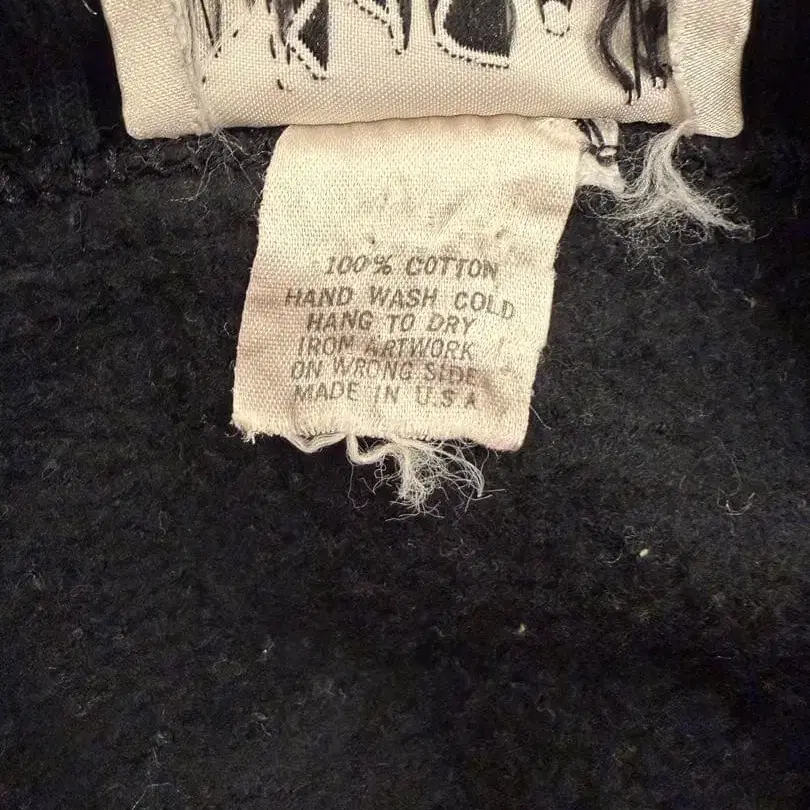 100% COTTON
HAND WASH COLD
HANG TO DRY
IRON ARTWORK
ON WRONG SIDE
MADE IN U.S A